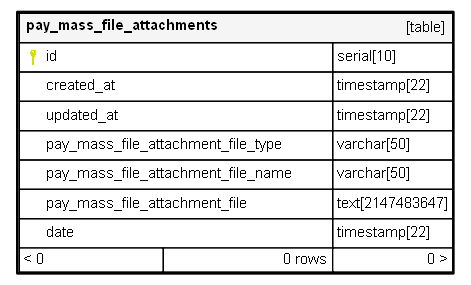 pay_mass_file_attachments [table]
id serial[10]
created_at timestamp[22]
updated_at timestamp[22]
pay_mass_file_attachment_file_type varchar[50]
pay_mass_file_attachment_file_name varchar[50]
pay_mass_file_attachment_file text[2147483647]
date timestamp[22]
< 0 0 rows 0 >